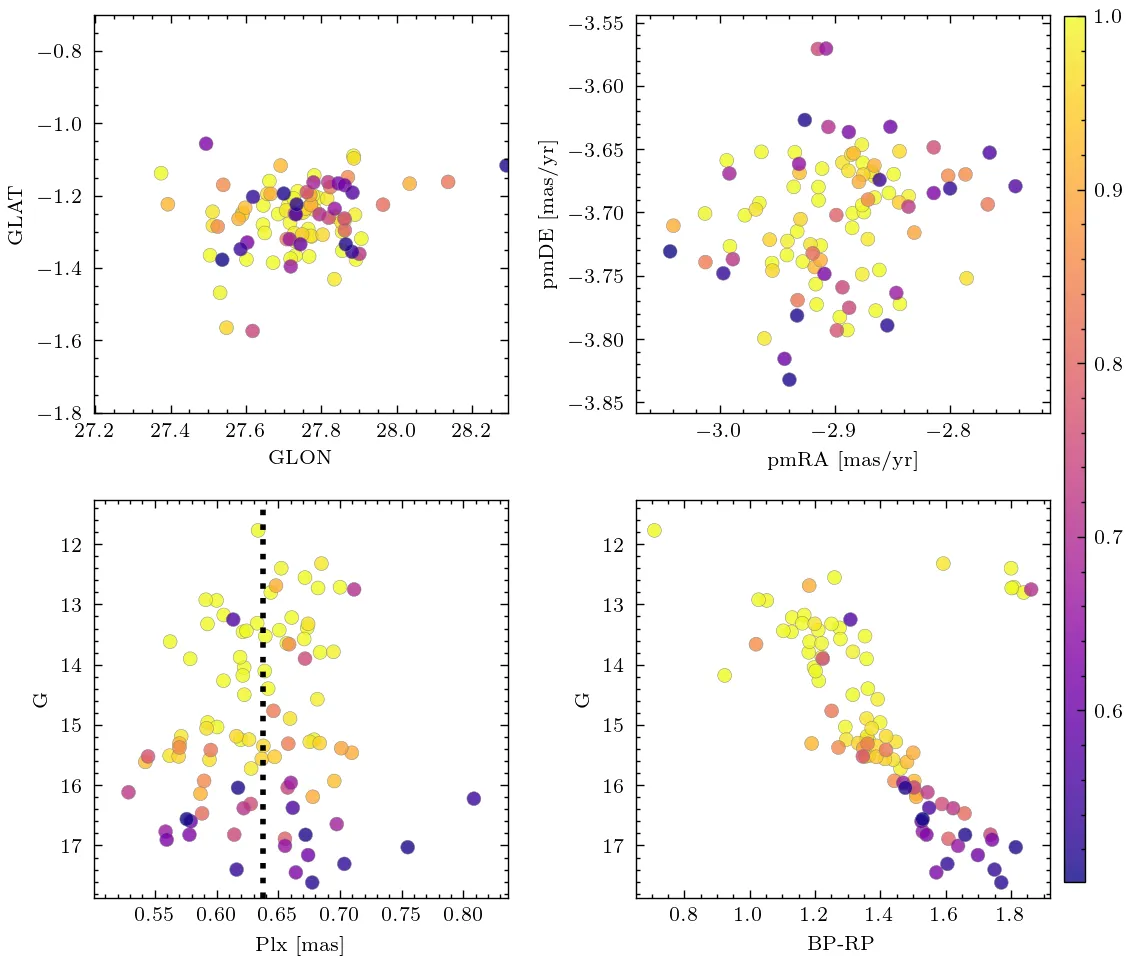 −0.8
−1.0
−1.2
−1.4
−1.6
−1.8
GLAT
27.2 27.4 27.6 27.8 28.0 28.2
GLON
−3.55
−3.60
−3.65
−3.70
−3.75
−3.80
−3.85
pmDE [mas/yr]
−3.0 −2.9 −2.8
pmRA [mas/yr]
1.0
0.9
0.8
0.7
0.6
12
13
14
15
16
17
G
0.55 0.60 0.65 0.70 0.75 0.80
Plx [mas]
12
13
14
15
16
17
G
0.8 1.0 1.2 1.4 1.6 1.8
BP-RP